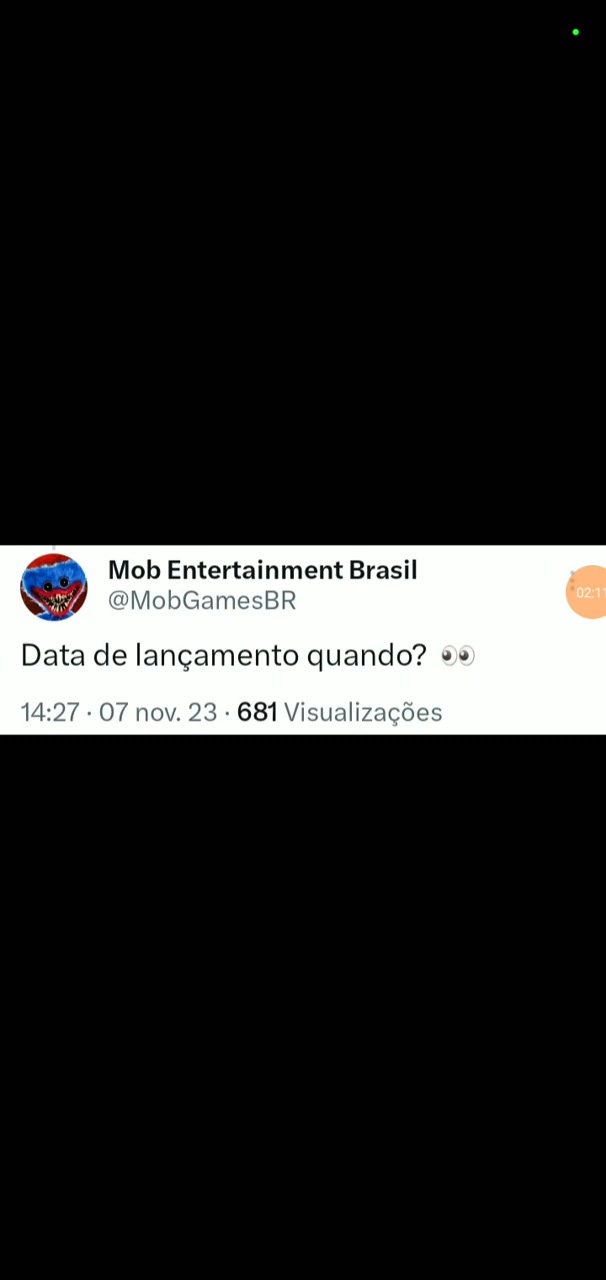 Mob Entertainment Brasil
@MobGamesBR
Data de lançamento quando? 👀
14:27 · 07 nov. 23 · 681 Visualizações